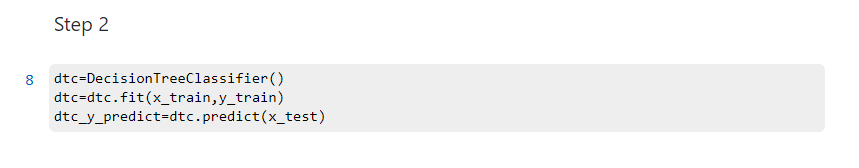 Step 2
8
dtc=DecisionTreeClassifier()
dtc=dtc.fit(x_train,y_train)
dtc_y_predict=dtc.predict(x_test)